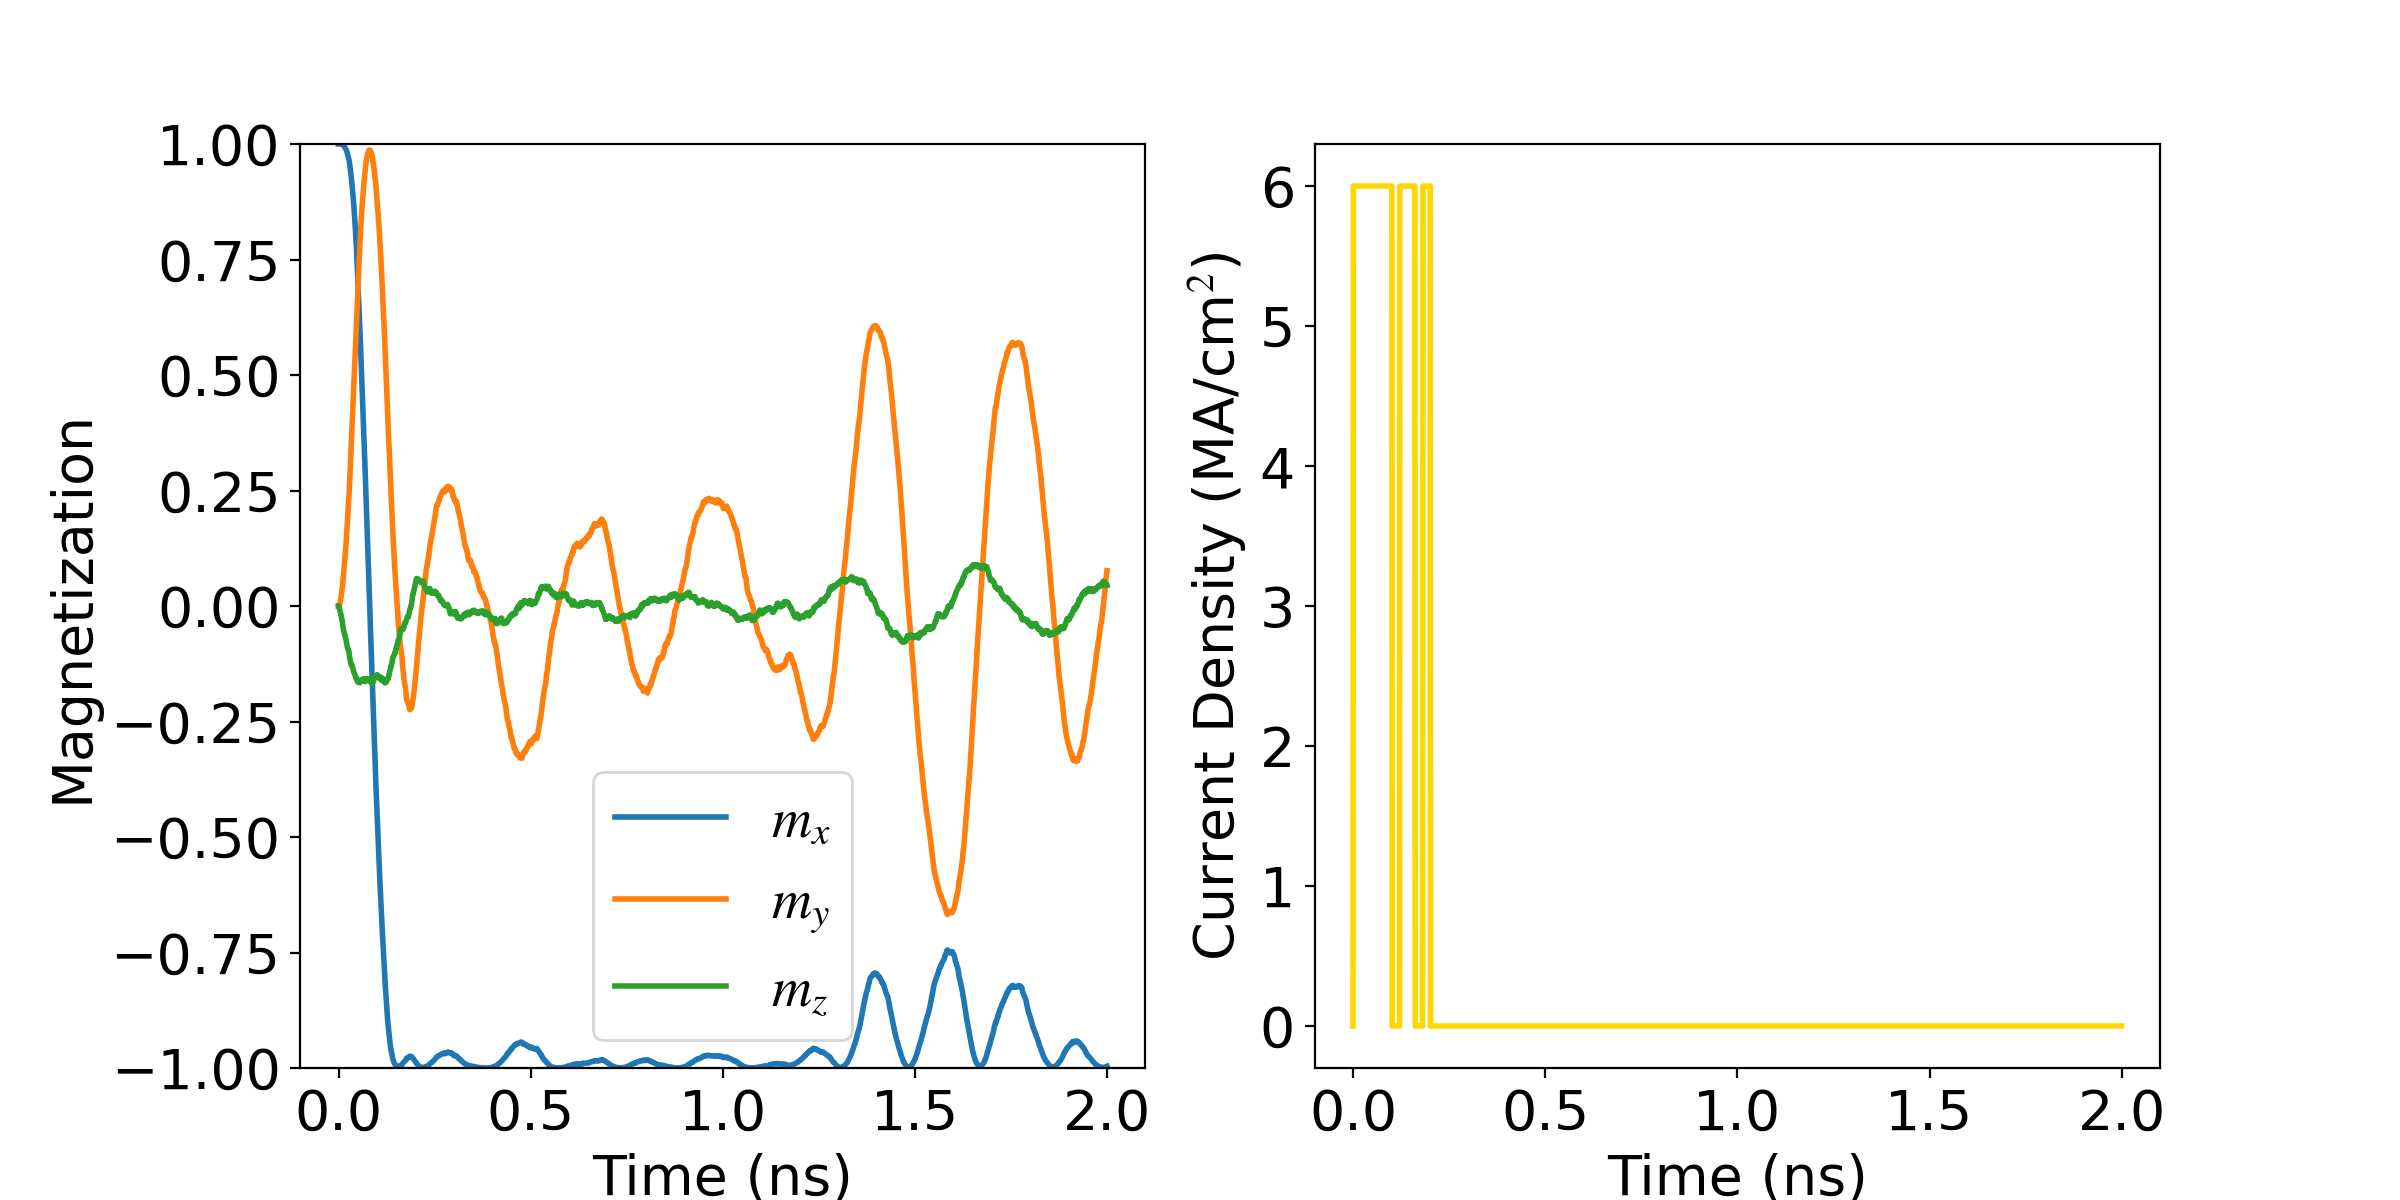 Magnetization
1.00
0.75
0.50
0.25
0.00
−0.25
−0.50
−0.75
−1.00
0.0 0.5 1.0 1.5 2.0
Time (ns)
m_x
m_y
m_z
Current Density (MA/cm²)
6
5
4
3
2
1
0
0.0 0.5 1.0 1.5 2.0
Time (ns)